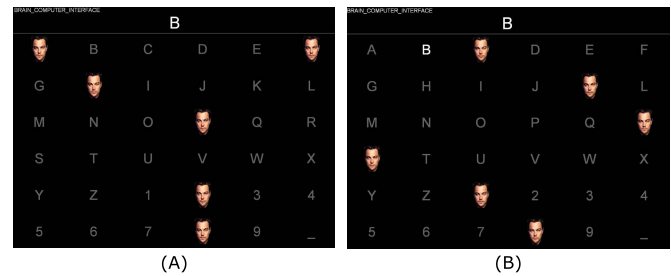 BRAIN_COMPUTER_INTERFACE
B
B C D E
G I J K L
M N O Q R
S T U V W X
Y Z 1 3 4
5 6 7 9 _
(A)
BRAIN_COMPUTER_INTERFACE
B
A B D E F
G H I J L
M N O P Q
T U V W X
Y Z 2 3 4
5 6 7 9 _
(B)